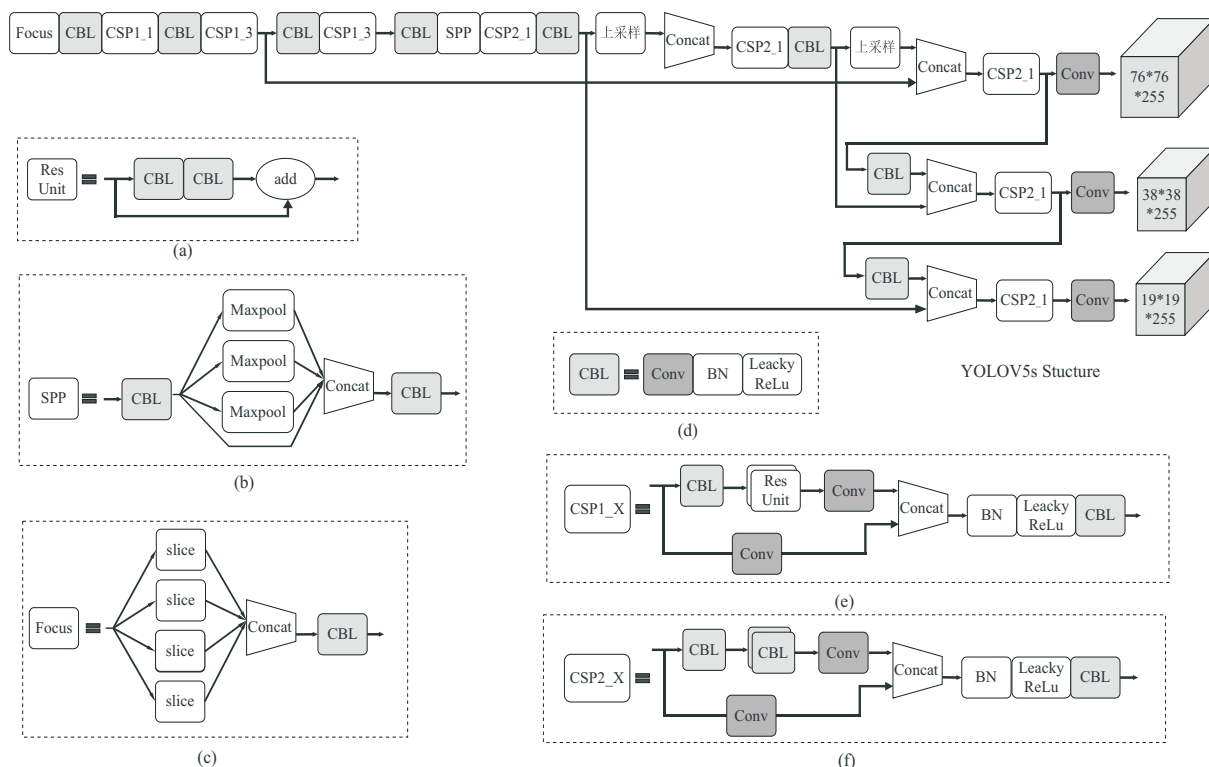 Focus CBL CSP1_1 CBL CSP1_3 CBL CSP1_3 CBL SPP CSP2_1 CBL 上采样 Concat CSP2_1 CBL 上采样 Concat CSP2_1 Conv
76*76
*255
CBL Concat CSP2_1 Conv
38*38
*255
CBL Concat CSP2_1 Conv
19*19
*255
YOLOV5s Stucture
Res
Unit
CBL CBL add
(a)
SPP CBL
Maxpool
Maxpool
Maxpool
Concat CBL
(b)
Focus
slice
slice
slice
slice
Concat CBL
(c)
CBL Conv BN Leacky
ReLu
(d)
CSP1_X CBL Res
Unit
Conv
Conv
Concat BN Leacky
ReLu
CBL
(e)
CSP2_X CBL CBL Conv
Conv
Concat BN Leacky
ReLu
CBL
(f)